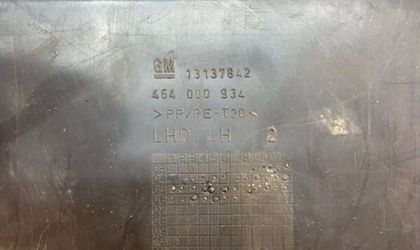 GM 13137642
464 000 934
>PP/PE-T20<
LHD LH 2